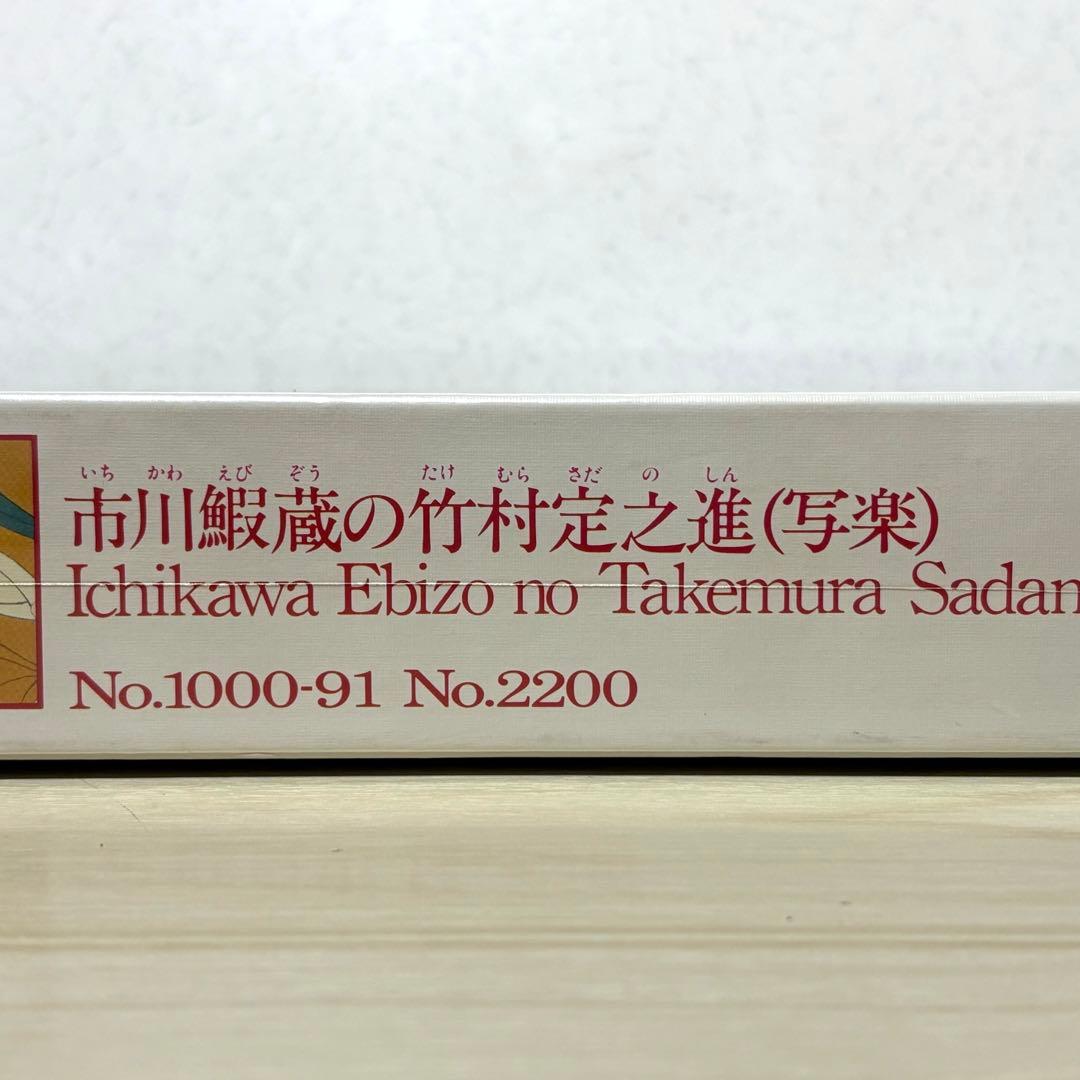 いち かわ えび ぞう たけ むら さだ の しん
市川鰕蔵の竹村定之進(写楽)
Ichikawa Ebizo no Takemura Sadan
No.1000-91 No.2200